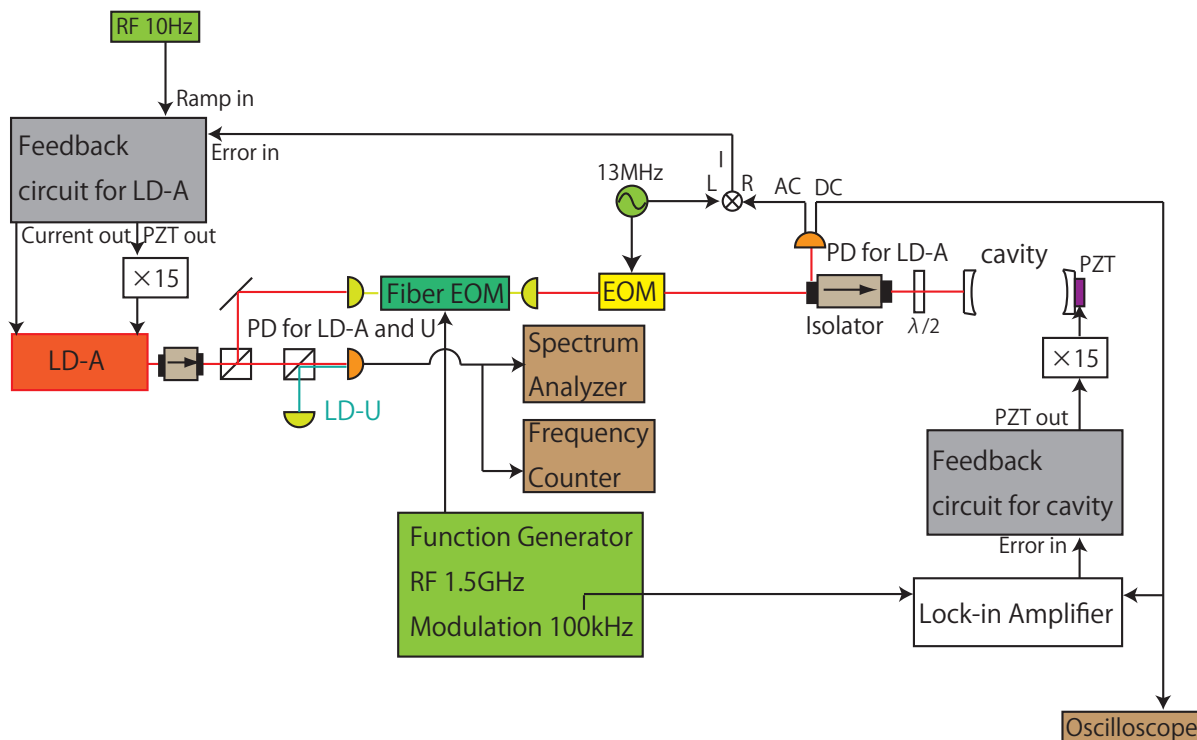 RF 10Hz
Ramp in
Feedback
circuit for LD-A
Error in
Current out
PZT out
×15
LD-A
13MHz
L
I
R
AC
DC
PD for LD-A
cavity
PZT
Fiber EOM
EOM
Isolator
λ/2
PD for LD-A and U
LD-U
Spectrum
Analyzer
Frequency
Counter
×15
PZT out
Feedback
circuit for cavity
Error in
Function Generator
RF 1.5GHz
Modulation 100kHz
Lock-in Amplifier
Oscilloscope